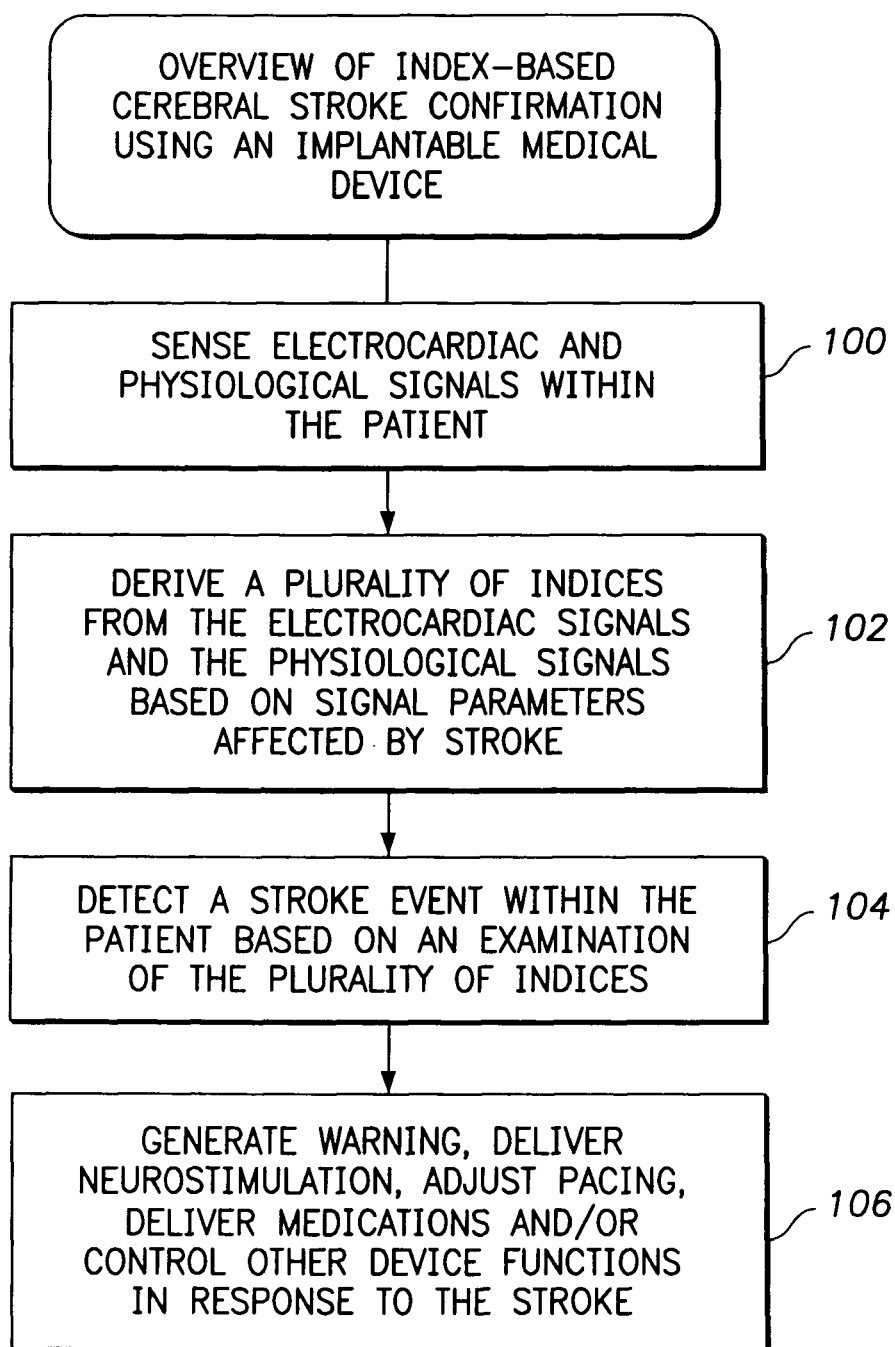 OVERVIEW OF INDEX-BASED
CEREBRAL STROKE CONFIRMATION
USING AN IMPLANTABLE MEDICAL
DEVICE
SENSE ELECTROCARDIAC AND
PHYSIOLOGICAL SIGNALS WITHIN
THE PATIENT
100
DERIVE A PLURALITY OF INDICES
FROM THE ELECTROCARDIAC SIGNALS
AND THE PHYSIOLOGICAL SIGNALS
BASED ON SIGNAL PARAMETERS
AFFECTED BY STROKE
102
DETECT A STROKE EVENT WITHIN THE
PATIENT BASED ON AN EXAMINATION
OF THE PLURALITY OF INDICES
104
GENERATE WARNING, DELIVER
NEUROSTIMULATION, ADJUST PACING,
DELIVER MEDICATIONS AND/OR
CONTROL OTHER DEVICE FUNCTIONS
IN RESPONSE TO THE STROKE
106